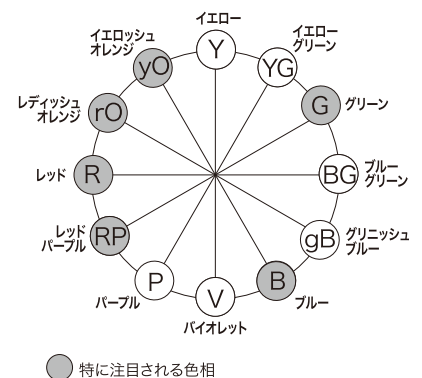 イエロー
Y
イエロッシュ
オレンジ
yO
イエロー
グリーン
YG
レディッシュ
オレンジ
rO
G
グリーン
レッド
R
BG
ブルー
グリーン
レッド
パープル
RP
gB
グリニッシュ
ブルー
パープル
P
V
バイオレット
B
ブルー
特に注目される色相